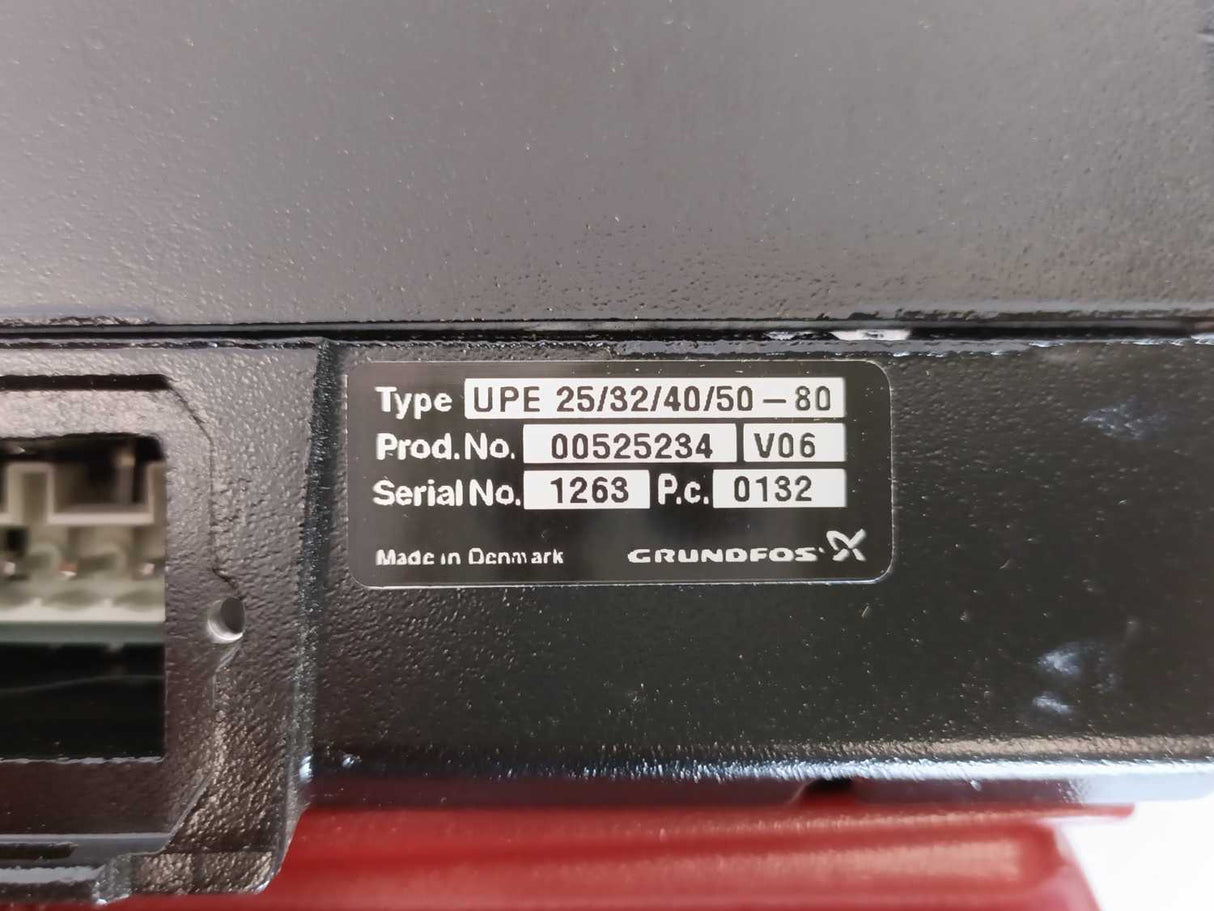 Type UPE 25/32/40/50-80
Prod.No. 00525234 V06
Serial No. 1263 P.c. 0132
Made in Denmark GRUNDFOS